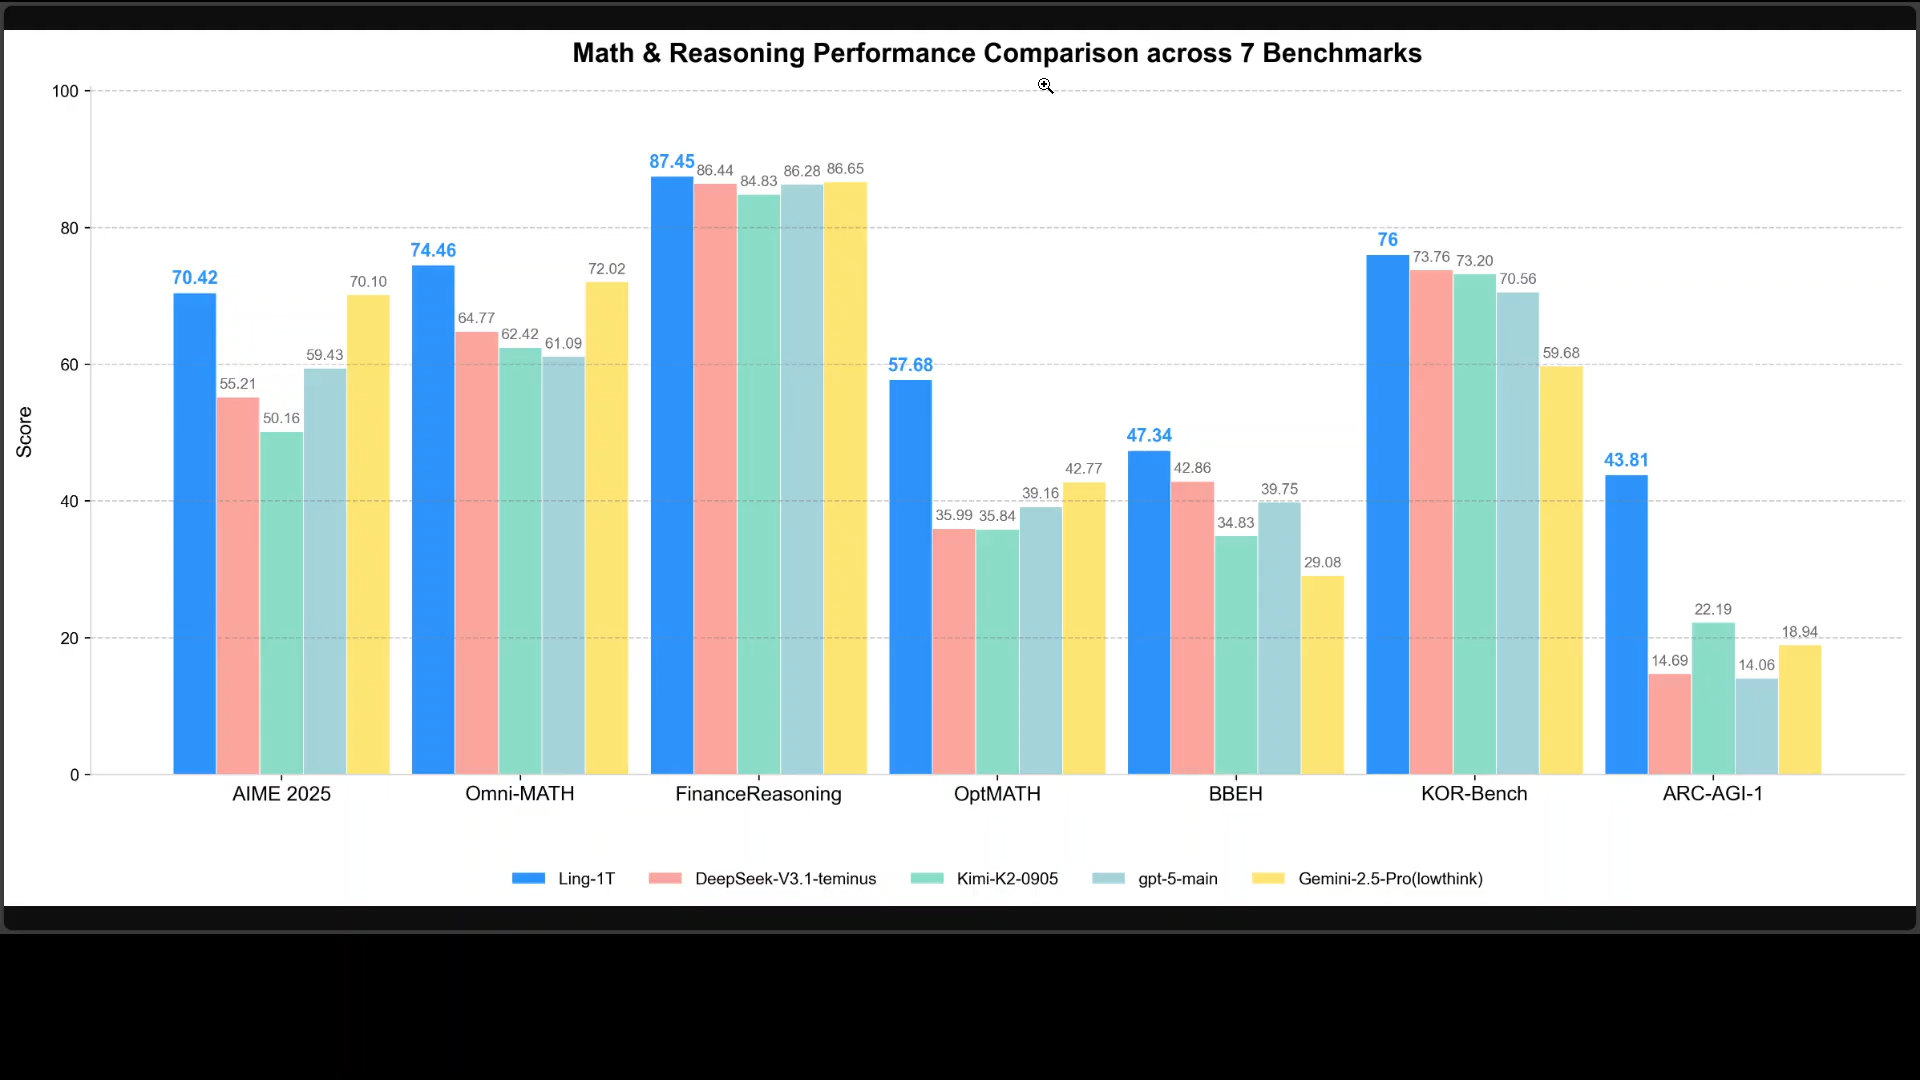 Math & Reasoning Performance Comparison across 7 Benchmarks
Score
100
80
60
40
20
0
70.42
55.21
50.16
59.43
70.10
74.46
64.77
62.42
61.09
72.02
87.45
86.44
84.83
86.28
86.65
57.68
35.99
35.84
39.16
42.77
47.34
42.86
34.83
39.75
29.08
76
73.76
73.20
70.56
59.68
43.81
14.69
22.19
14.06
18.94
AIME 2025
Omni-MATH
FinanceReasoning
OptMATH
BBEH
KOR-Bench
ARC-AGI-1
Ling-1T
DeepSeek-V3.1-teminus
Kimi-K2-0905
gpt-5-main
Gemini-2.5-Pro(lowthink)